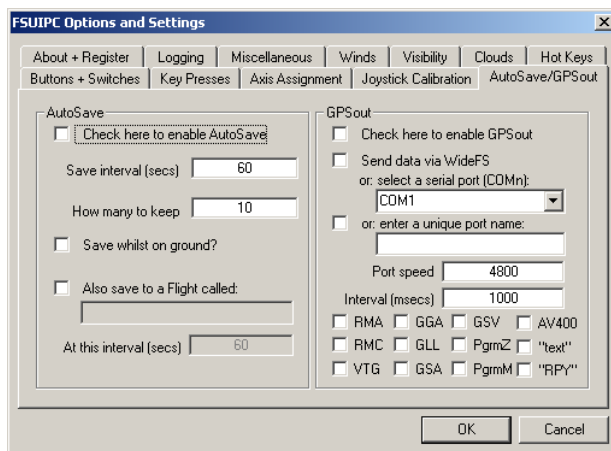 FSUIPC Options and Settings
About + Register Logging Miscellaneous Winds Visibility Clouds Hot Keys
Buttons + Switches Key Presses Axis Assignment Joystick Calibration AutoSave/GPSout
AutoSave
Check here to enable AutoSave
Save interval (secs) 60
How many to keep 10
Save whilst on ground?
Also save to a Flight called:
At this interval (secs) 60
GPSout
Check here to enable GPSout
Send data via WideFS
or: select a serial port (COMn):
COM1
or: enter a unique port name:
Port speed 4800
Interval (msecs) 1000
RMA GGA GSV AV400
RMC GLL PgrmZ "text"
VTG GSA PgrmM "RPY"
OK Cancel